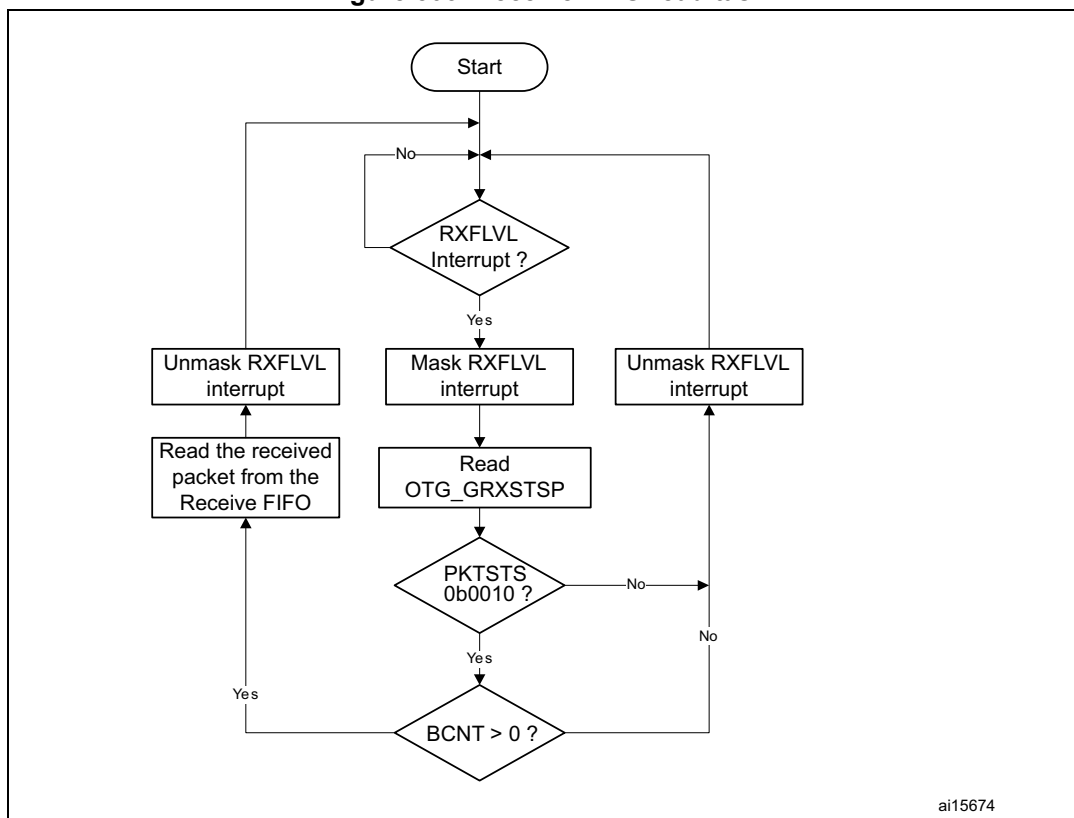 Start
No
RXFLVL
Interrupt ?
Yes
Unmask RXFLVL
interrupt
Mask RXFLVL
interrupt
Unmask RXFLVL
interrupt
Read the received
packet from the
Receive FIFO
Read
OTG_GRXSTSP
PKTSTS
0b0010 ?
No
No
Yes
Yes
BCNT > 0 ?
ai15674